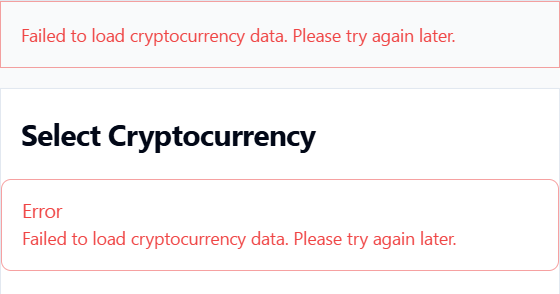 Failed to load cryptocurrency data. Please try again later.
Select Cryptocurrency
Error
Failed to load cryptocurrency data. Please try again later.